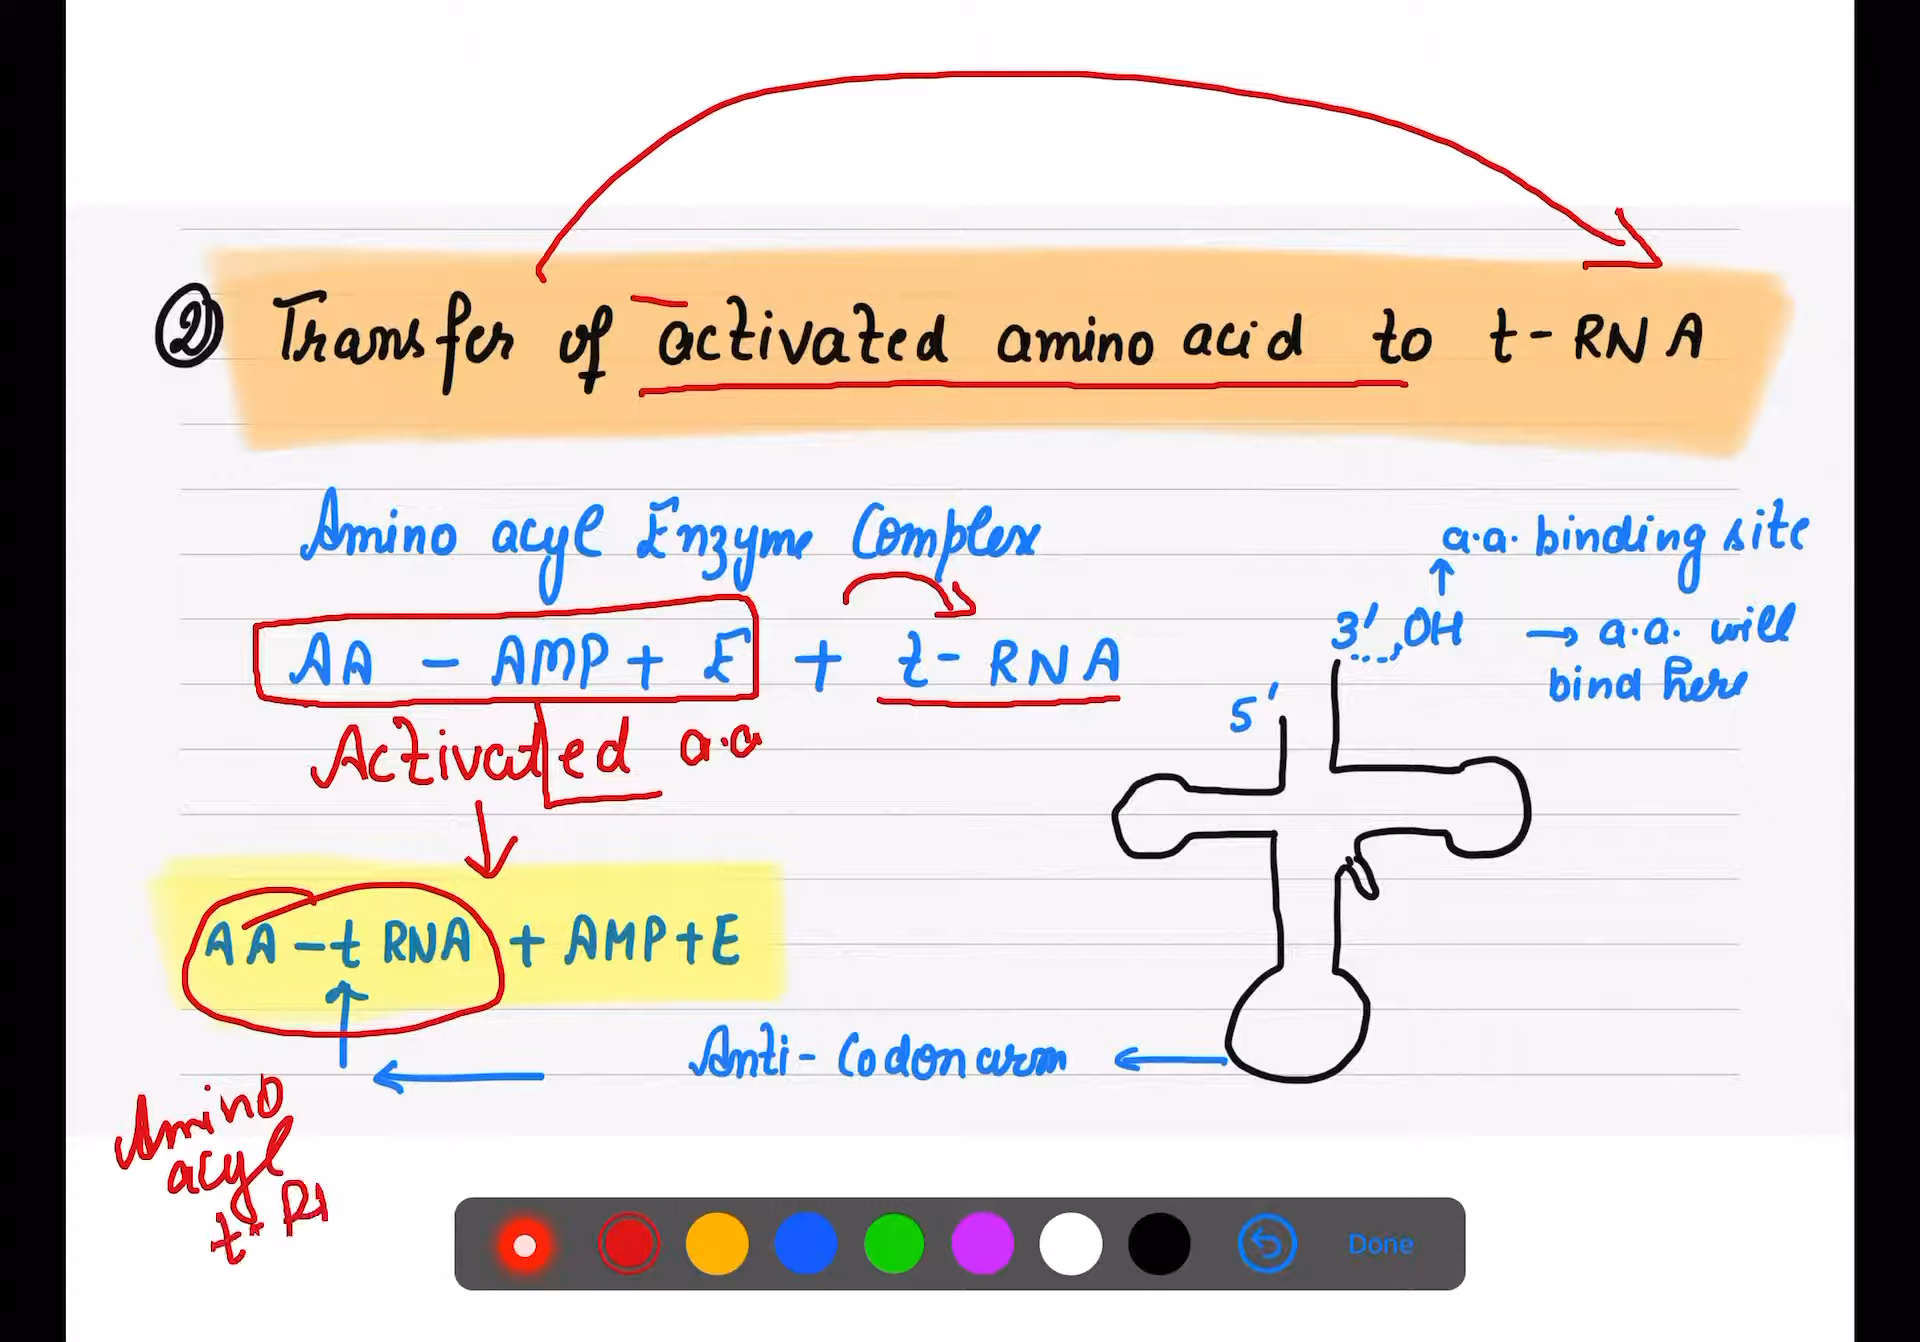 ② Transfer of activated amino acid to t-RNA
Amino acyl Enzyme Complex
AA - AMP + E + t-RNA
Activated a.a
AA - t RNA + AMP + E
Amino
acyl
a.a. binding site
3' OH → a.a. will
bind here
5'
Anti-Codon arm
Done